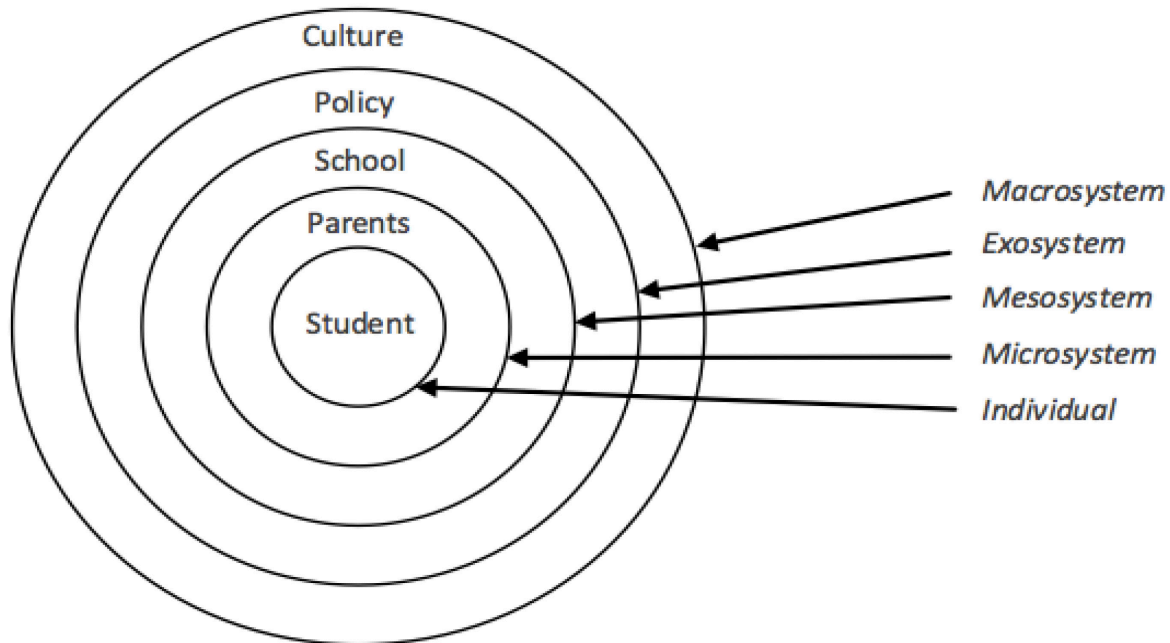 Culture
Policy
School
Parents
Student
Macrosystem
Exosystem
Mesosystem
Microsystem
Individual